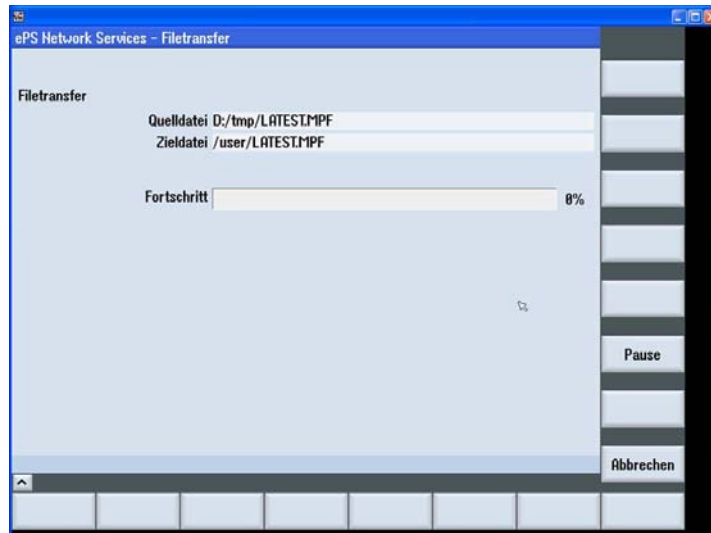 ePS Network Services - Filetransfer
Filetransfer
Quelldatei D:/tmp/LATEST.MPF
Zieldatei /user/LATEST.MPF
Fortschritt 0%
Pause
Abbrechen